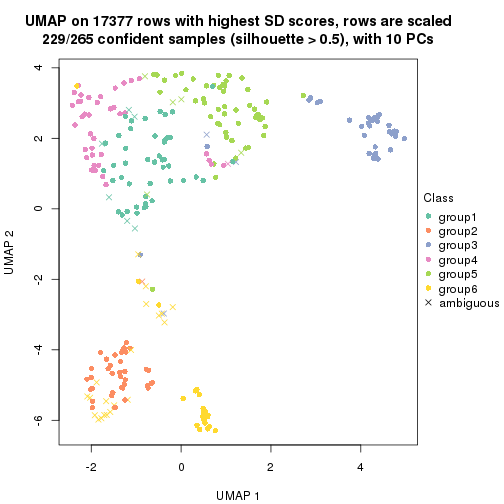 UMAP on 17377 rows with highest SD scores, rows are scaled
229/265 confident samples (silhouette > 0.5), with 10 PCs
4
2
0
-2
-4
-6
UMAP 2
-2
0
2
4
UMAP 1
Class
group1
group2
group3
group4
group5
group6
ambiguous